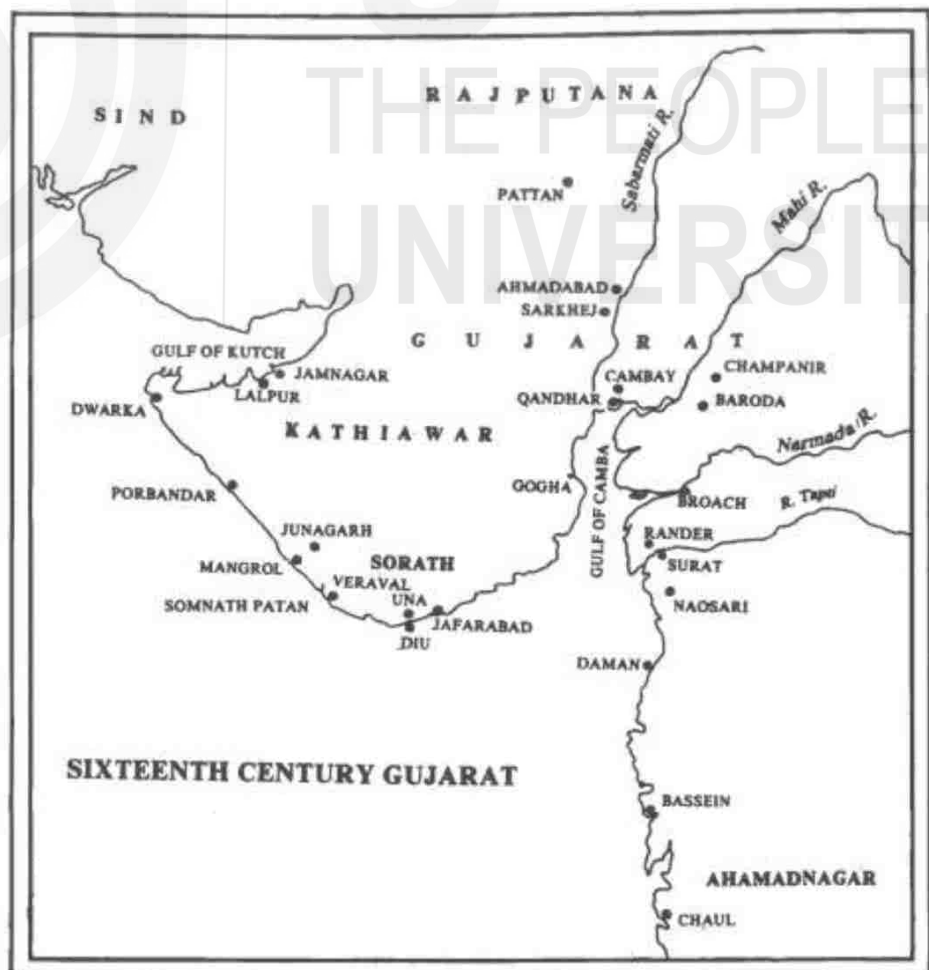 THE PEOPLE
UNIVERSIT
RAJPUTANA
SIND
Sabarmati R.
PATTAN
Mahi R.
AHMADABAD
SARKHEJ
GUJARAT
GULF OF KUTCH
JAMNAGAR
LALPUR
DWARKA
CAMBAY
QANDHAR
CHAMPANIR
BARODA
KATHIAWAR
Narmada R.
GOGHA
GULF OF CAMBA
PORBANDAR
BROACH
R. Tapti
JUNAGARH
RANDER
MANGROL
SORATH
SURAT
VERAVAL
SOMNATH PATAN
UNA
JAFARABAD
NAOSARI
DIU
DAMAN
SIXTEENTH CENTURY GUJARAT
BASSEIN
AHAMADNAGAR
CHAUL